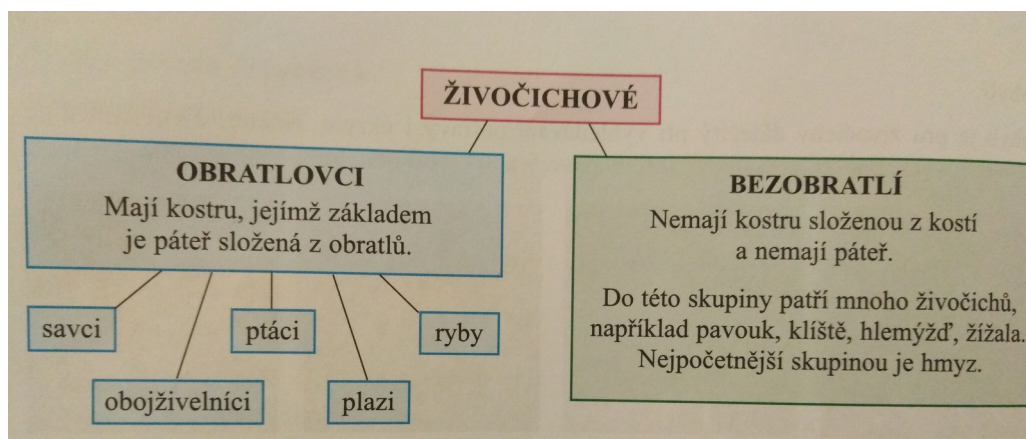 ŽIVOČICHOVÉ
OBRATLOVCI
Mají kostru, jejímž základem
je páteř složená z obratlů.
savci
ptáci
ryby
obojživelníci
plazi
BEZOBRATLÍ
Nemají kostru složenou z kostí
a nemají páteř.
Do této skupiny patří mnoho živočichů,
například pavouk, klíště, hlemýžď, žížala.
Nejpočetnější skupinou je hmyz.